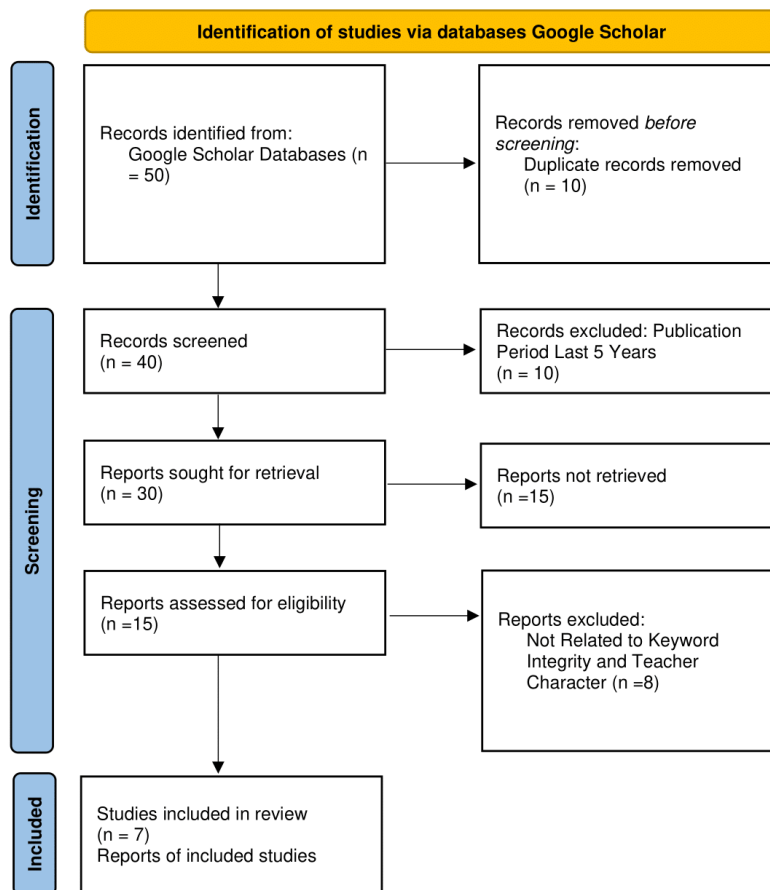 Identification of studies via databases Google Scholar
Identification
Records identified from:
Google Scholar Databases (n
= 50)
Records removed before
screening:
Duplicate records removed
(n = 10)
Screening
Records screened
(n = 40)
Records excluded: Publication
Period Last 5 Years
(n = 10)
Reports sought for retrieval
(n = 30)
Reports not retrieved
(n =15)
Reports assessed for eligibility
(n =15)
Reports excluded:
Not Related to Keyword
Integrity and Teacher
Character (n =8)
Included
Studies included in review
(n = 7)
Reports of included studies